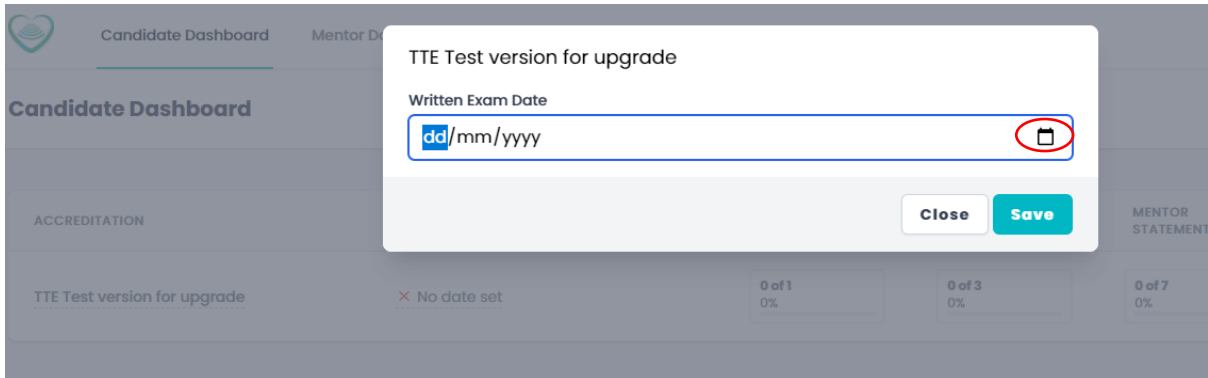 Candidate Dashboard Mentor
TTE Test version for upgrade
Candidate Dashboard
Written Exam Date
dd/mm/yyyy
Close Save
ACCREDITATION
MENTOR
STATEMENT
TTE Test version for upgrade
× No date set
0 of 1
0%
0 of 3
0%
0 of 7
0%